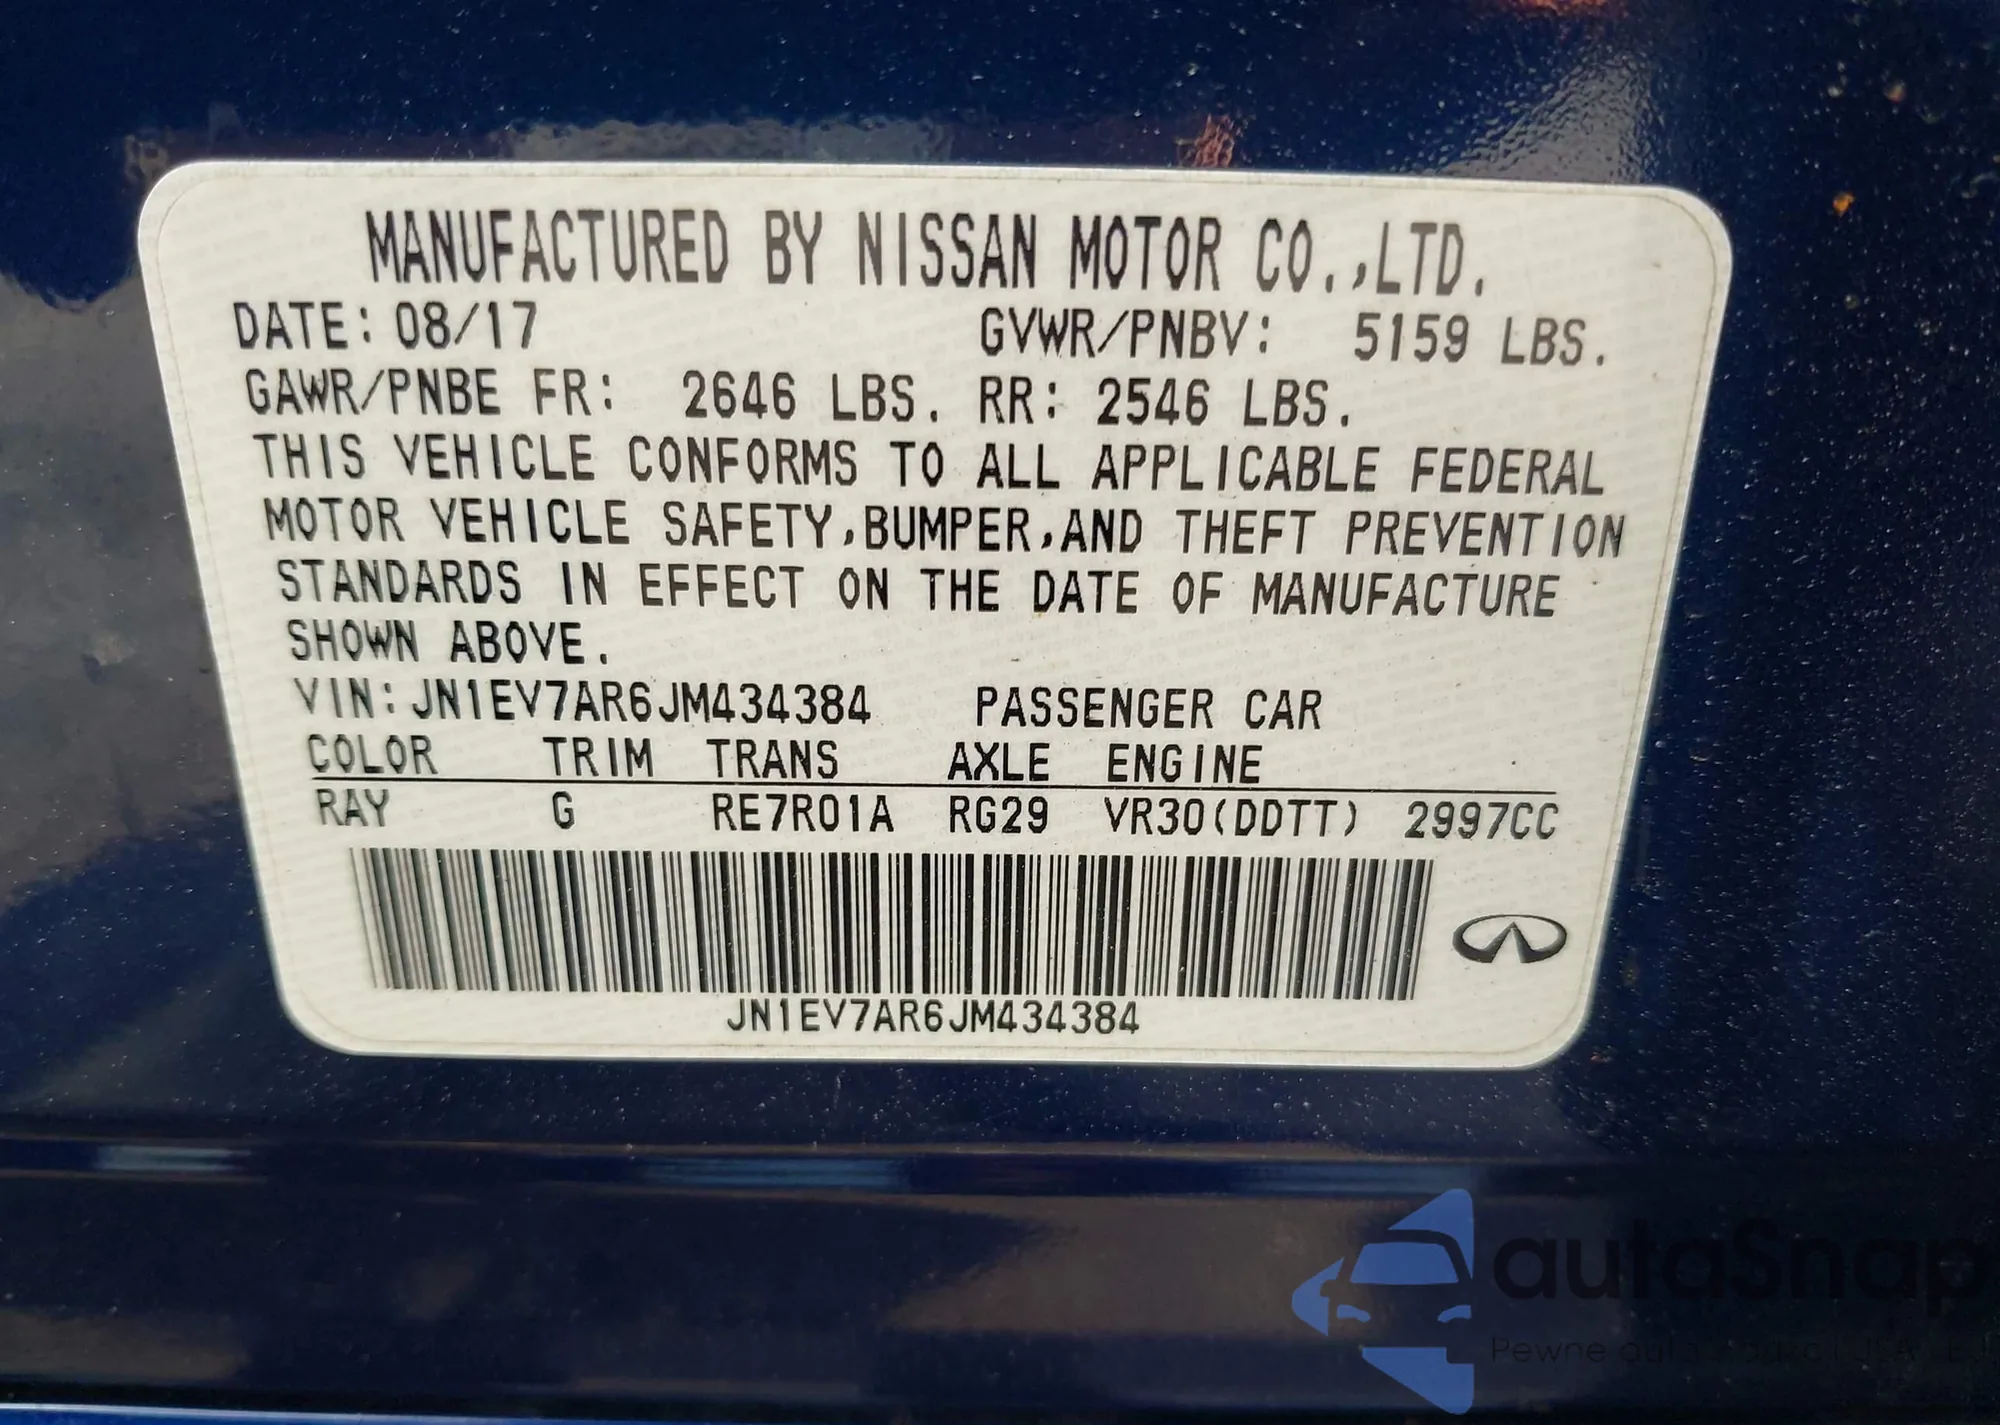 MANUFACTURED BY NISSAN MOTOR CO.,LTD.
DATE: 08/17 GVWR/PNBV: 5159 LBS.
GAWR/PNBE FR: 2646 LBS. RR: 2546 LBS.
THIS VEHICLE CONFORMS TO ALL APPLICABLE FEDERAL
MOTOR VEHICLE SAFETY,BUMPER,AND THEFT PREVENTION
STANDARDS IN EFFECT ON THE DATE OF MANUFACTURE
SHOWN ABOVE.
VIN:JN1EV7AR6JM434384 PASSENGER CAR
COLOR TRIM TRANS AXLE ENGINE
RAY G RE7R01A RG29 VR30(DDTT) 2997CC
JN1EV7AR6JM434384
autaSnap
Pewne auta